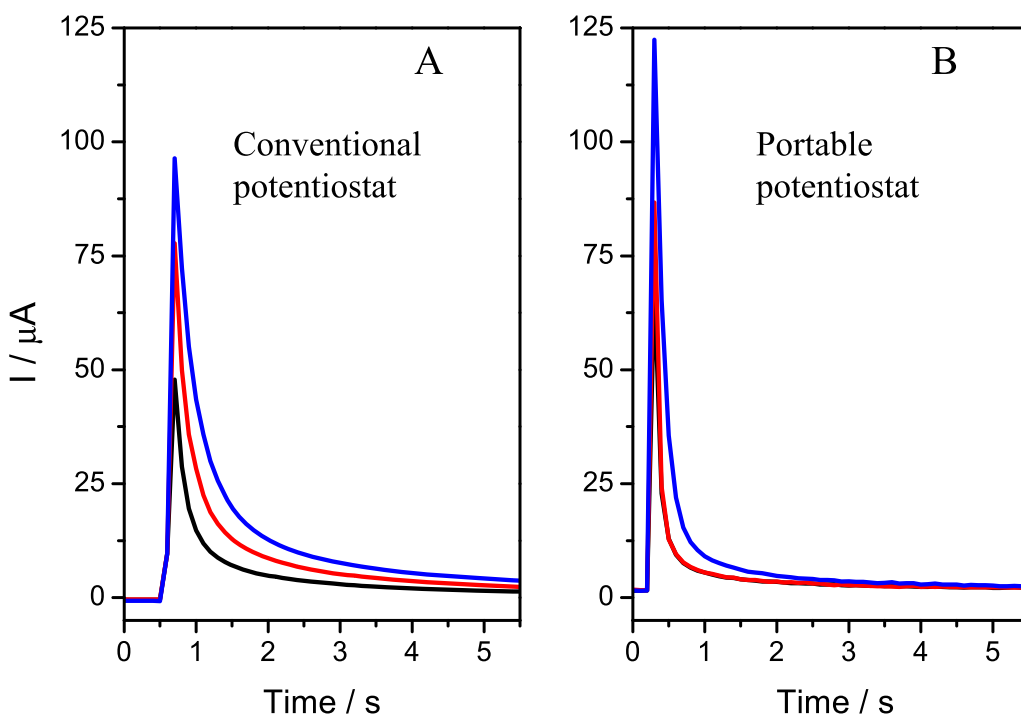 A
Conventional
potentiostat
I / μA
125
100
75
50
25
0
0 1 2 3 4 5
Time / s
B
Portable
potentiostat
125
100
75
50
25
0
0 1 2 3 4 5
Time / s